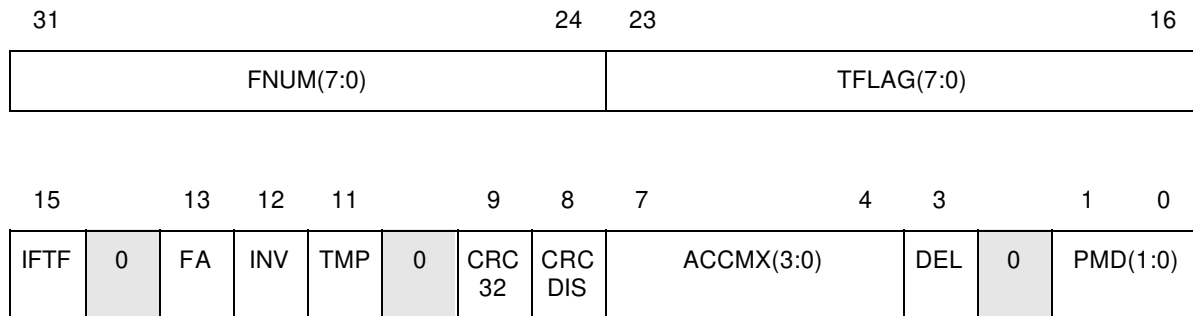 31 24 23 16
FNUM(7:0) TFLAG(7:0)
15 13 12 11 9 8 7 4 3 1 0
IFTF 0 FA INV TMP 0 CRC CRC ACCMX(3:0) DEL 0 PMD(1:0)
32 DIS